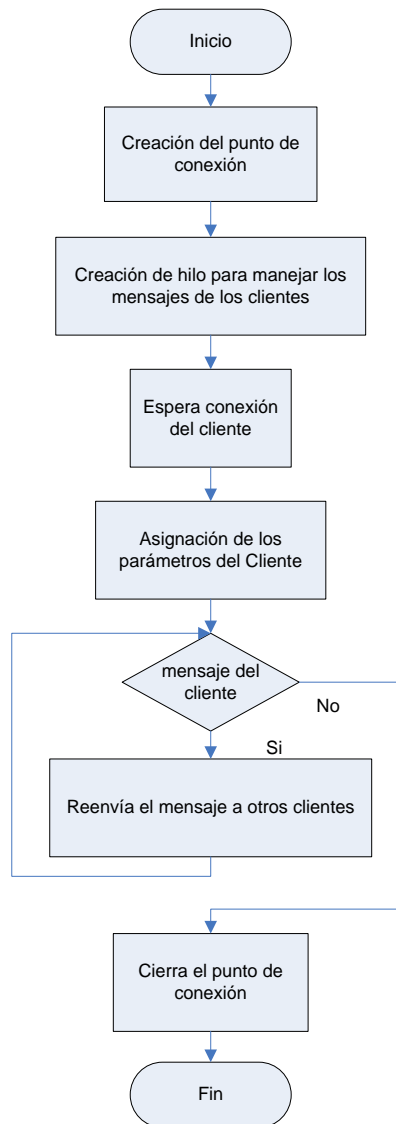 Inicio
Creación del punto de
conexión
Creación de hilo para manejar los
mensajes de los clientes
Espera conexión
del cliente
Asignación de los
parámetros del Cliente
mensaje del
cliente
No
Si
Reenvía el mensaje a otros clientes
Cierra el punto de
conexión
Fin